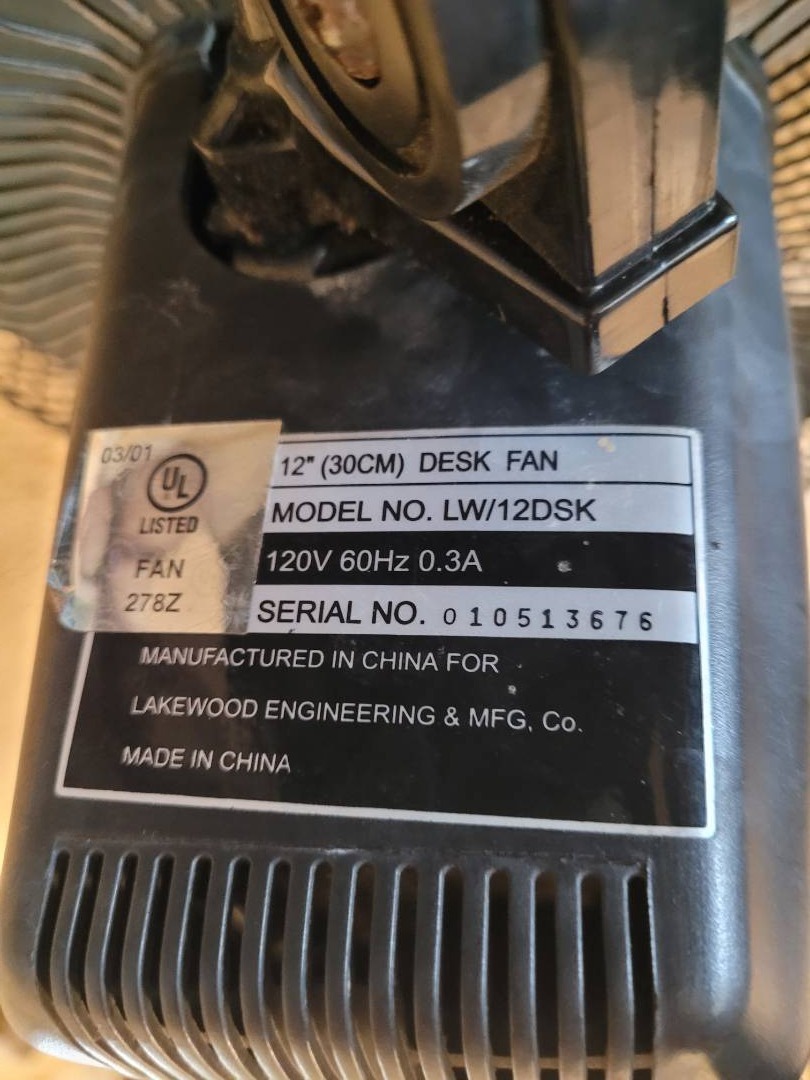 03/01
UL
LISTED
FAN
278Z
12" (30CM) DESK FAN
MODEL NO. LW/12DSK
120V 60Hz 0.3A
SERIAL NO. 010513676
MANUFACTURED IN CHINA FOR
LAKEWOOD ENGINEERING & MFG, Co.
MADE IN CHINA